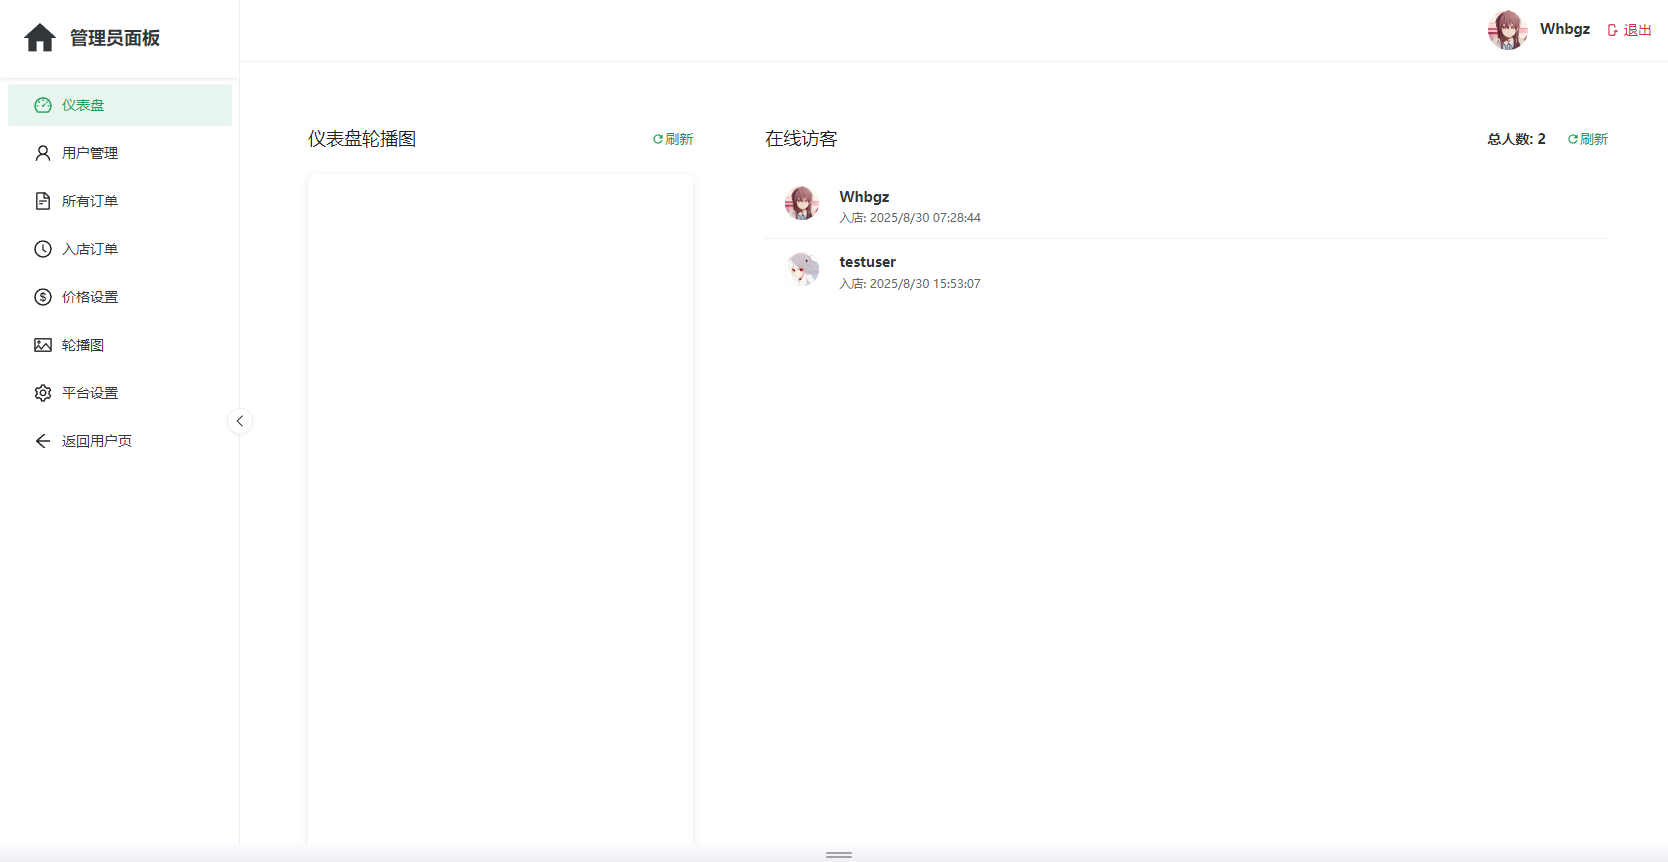 管理员面板
Whbgz
退出
仪表盘
用户管理
所有订单
入店订单
价格设置
轮播图
平台设置
返回用户页
仪表盘轮播图
刷新
在线访客
总人数: 2
刷新
Whbgz
入店: 2025/8/30 07:28:44
testuser
入店: 2025/8/30 15:53:07